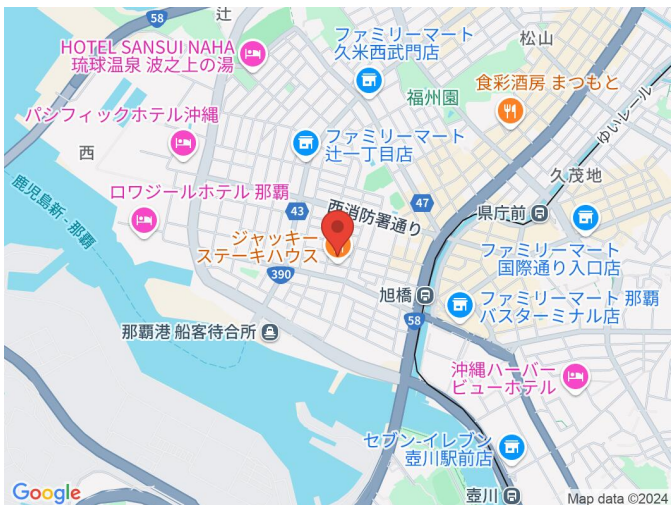 58
辻
ファミリーマート
久米西武門店
松山
HOTEL SANSUI NAHA
琉球温泉 波之上の湯
福州園
食彩酒房 まつもと
ゆいレール
パシフィックホテル沖縄
ファミリーマート
辻一丁目店
西
久茂地
鹿児島新 - 那覇
ロワジールホテル 那覇
43
西消防署通り
47
県庁前
ジャッキー
ステーキハウス
ファミリーマート
国際通り入口店
390
旭橋
ファミリーマート 那覇
バスターミナル店
58
那覇港 船客待合所
沖縄ハーバー
ビューホテル
セブン-イレブン
壺川駅前店
壺川
Google
Map data ©2024